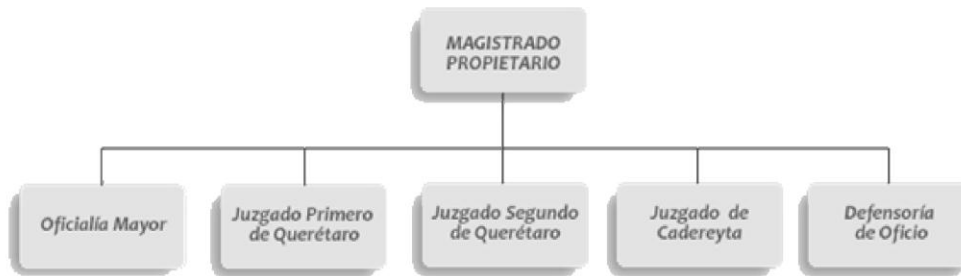 MAGISTRADO
PROPIETARIO
Oficialía Mayor
Juzgado Primero
de Querétaro
Juzgado Segundo
de Querétaro
Juzgado de
Cadereyta
Defensoría
de Oficio